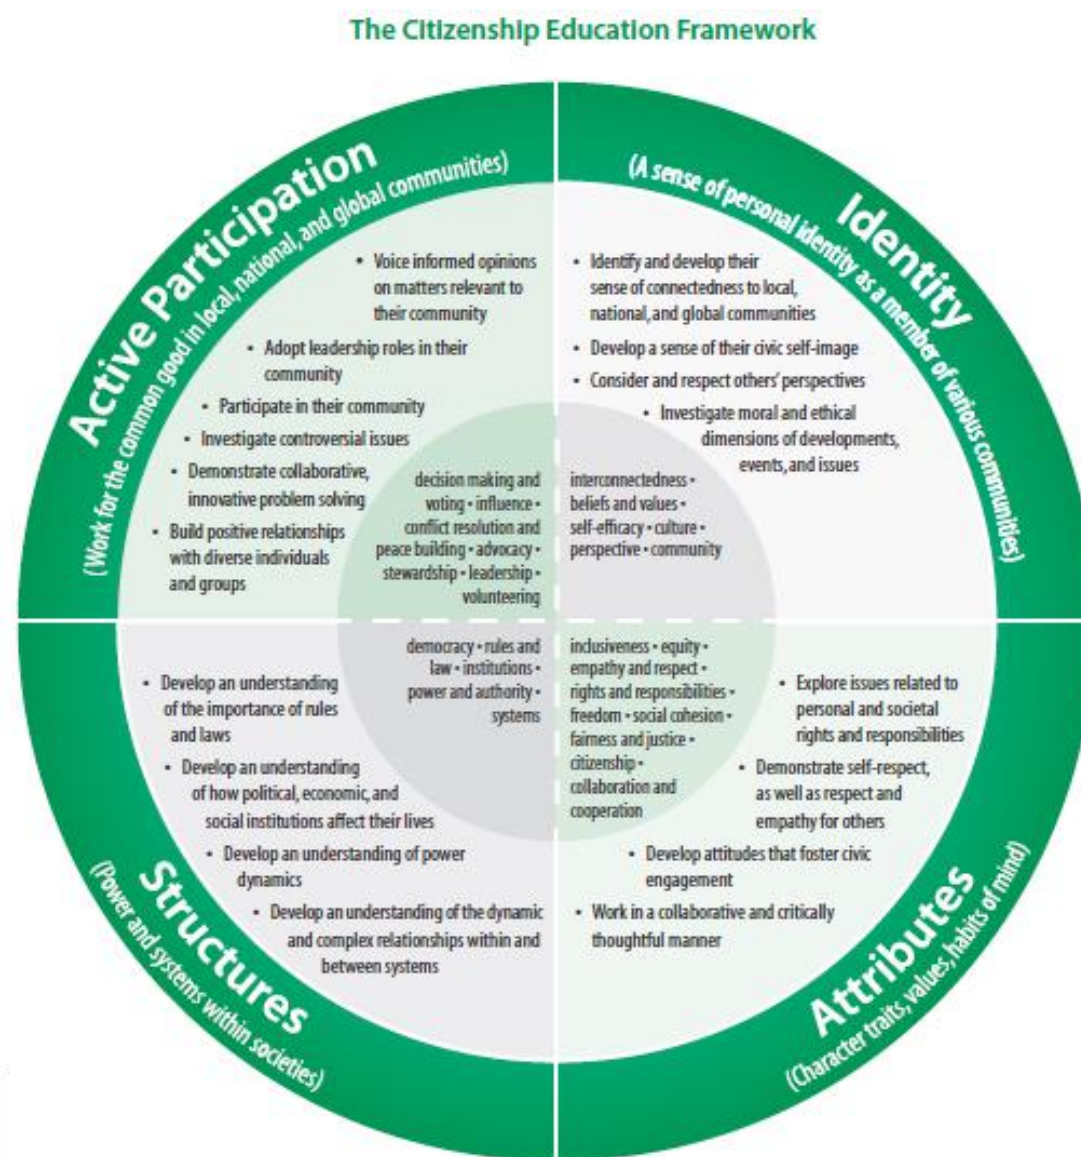 The Citizenship Education Framework
Active Participation
(Work for the common good in local, national, and global communities)
• Voice informed opinions
on matters relevant to
their community
• Adopt leadership roles in their
community
• Participate in their community
• Investigate controversial issues
• Demonstrate collaborative,
innovative problem solving
• Build positive relationships
with diverse individuals
and groups
decision making and
voting • influence •
conflict resolution and
peace building • advocacy •
stewardship • leadership •
volunteering
Identity
(A sense of personal identity as a member of various communities)
• Identify and develop their
sense of connectedness to local,
national, and global communities
• Develop a sense of their civic self-image
• Consider and respect others' perspectives
• Investigate moral and ethical
dimensions of developments,
events, and issues
interconnectedness •
beliefs and values •
self-efficacy • culture •
perspective • community
Structures
(Power and systems within societies)
democracy • rules and
law • institutions •
power and authority •
systems
• Develop an understanding
of the importance of rules
and laws
• Develop an understanding
of how political, economic, and
social institutions affect their lives
• Develop an understanding of power
dynamics
• Develop an understanding of the dynamic
and complex relationships within and
between systems
Attributes
(Character traits, values, habits of mind)
inclusiveness • equity •
empathy and respect •
rights and responsibilities •
freedom • social cohesion •
fairness and justice •
citizenship •
collaboration and
cooperation
• Explore issues related to
personal and societal
rights and responsibilities
• Demonstrate self-respect,
as well as respect and
empathy for others
• Develop attitudes that foster civic
engagement
• Work in a collaborative and critically
thoughtful manner